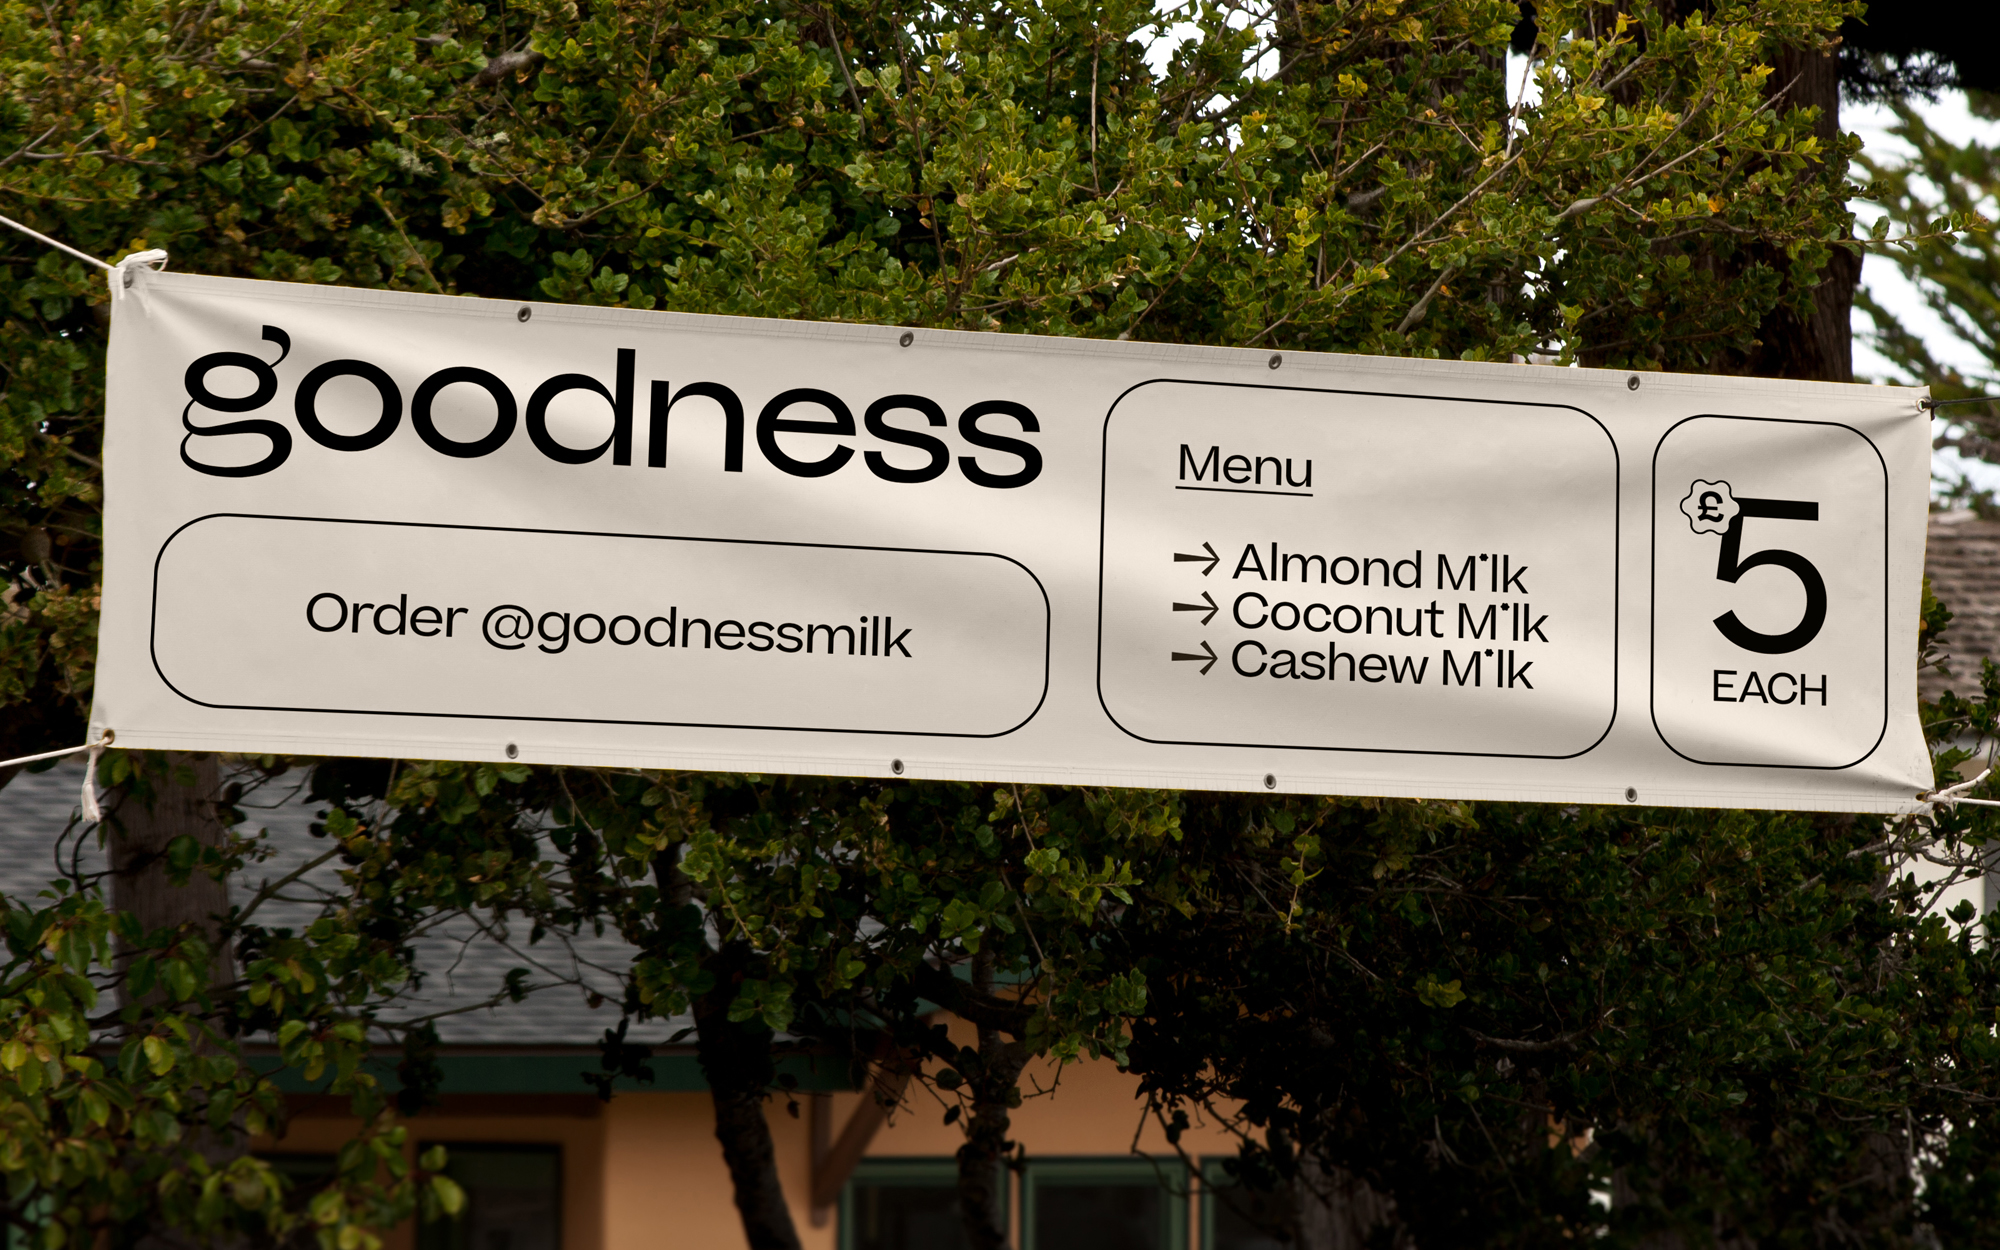 goodness
Order @goodnessmilk
Menu
→ Almond M*lk
→ Coconut M*lk
→ Cashew M*lk
£5
EACH